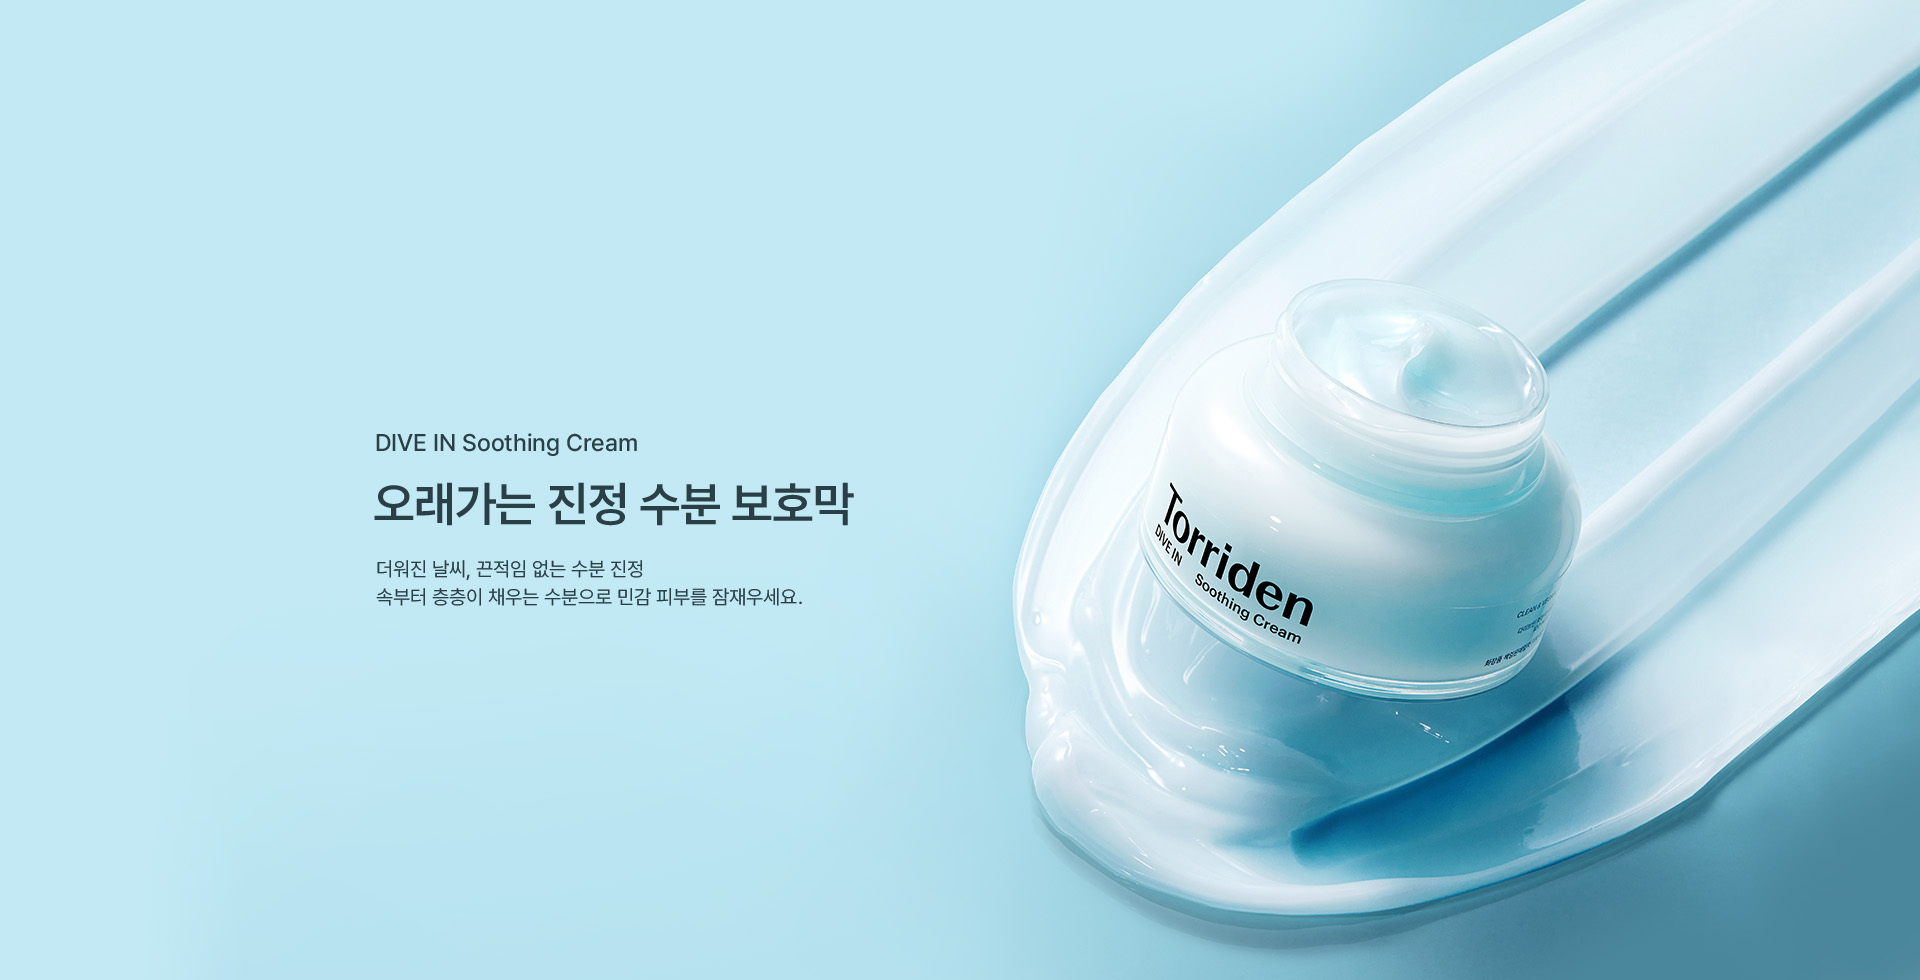 DIVE IN Soothing Cream
오래가는 진정 수분 보호막
더워진 날씨, 끈적임 없는 수분 진정
속부터 층층이 채우는 수분으로 민감 피부를 잠재우세요.
Torriden
DIVE IN
Soothing Cream